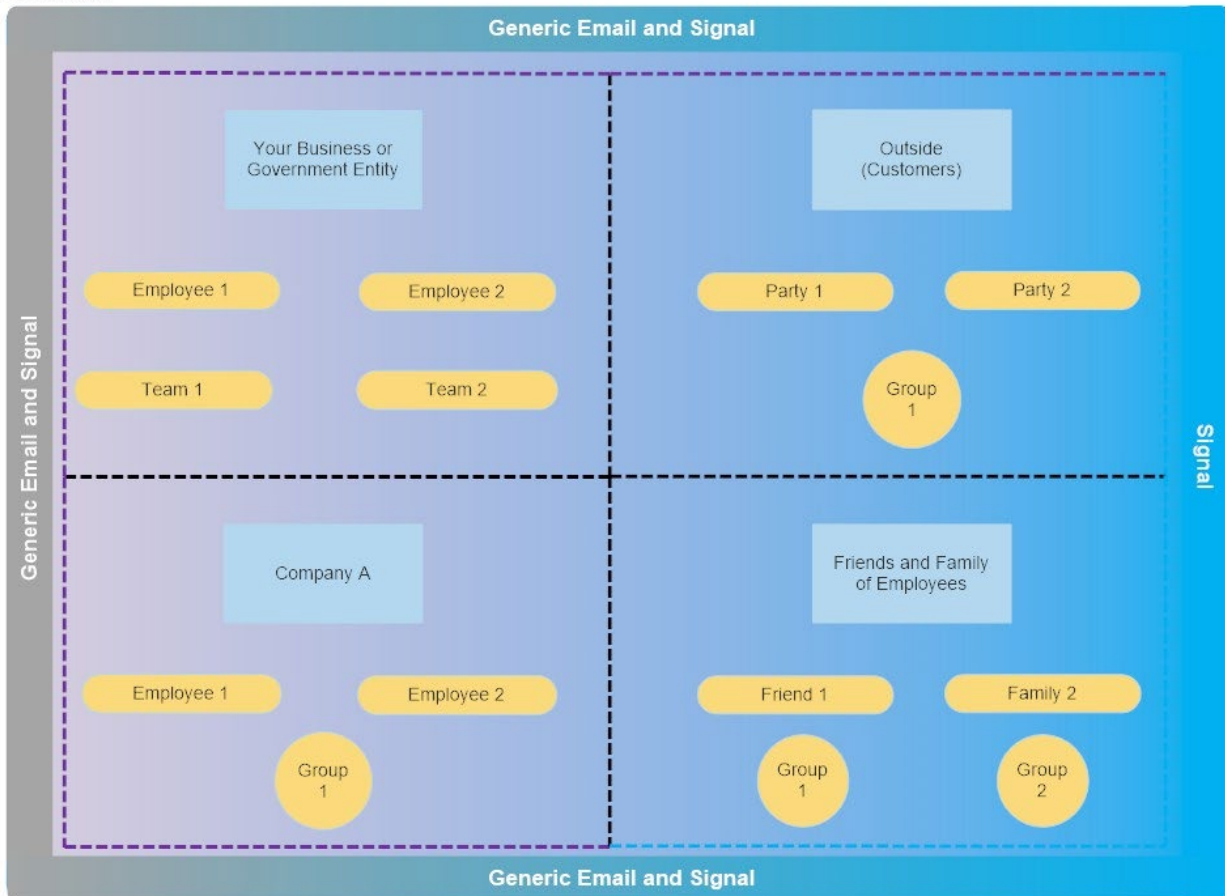 Generic Email and Signal
Your Business or
Government Entity
Outside
(Customers)
Employee 1
Employee 2
Party 1
Party 2
Team 1
Team 2
Group
1
Generic Email and Signal
Signal
Company A
Friends and Family
of Employees
Employee 1
Employee 2
Friend 1
Family 2
Group
1
Group
1
Group
2
Generic Email and Signal